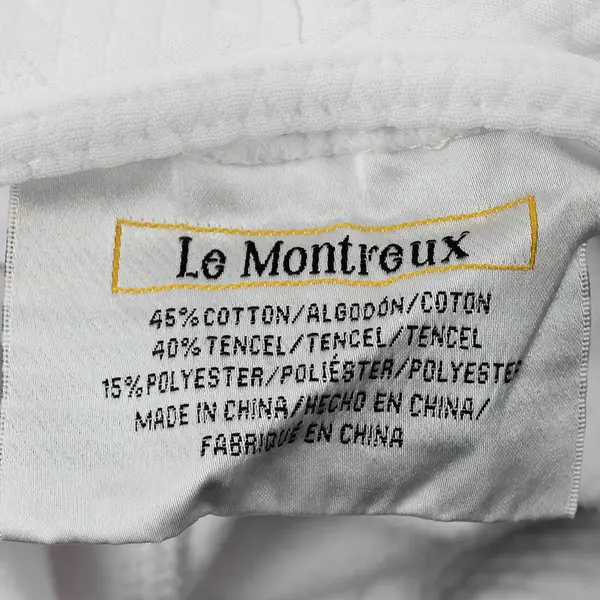 Le Montreux
45% COTTON/ALGODÓN/COTON
40% TENCEL/TENCEL/TENCEL
15% POLYESTER/POLIÉSTER/POLYESTER
MADE IN CHINA/HECHO EN CHINA/
FABRIQUÉ EN CHINA